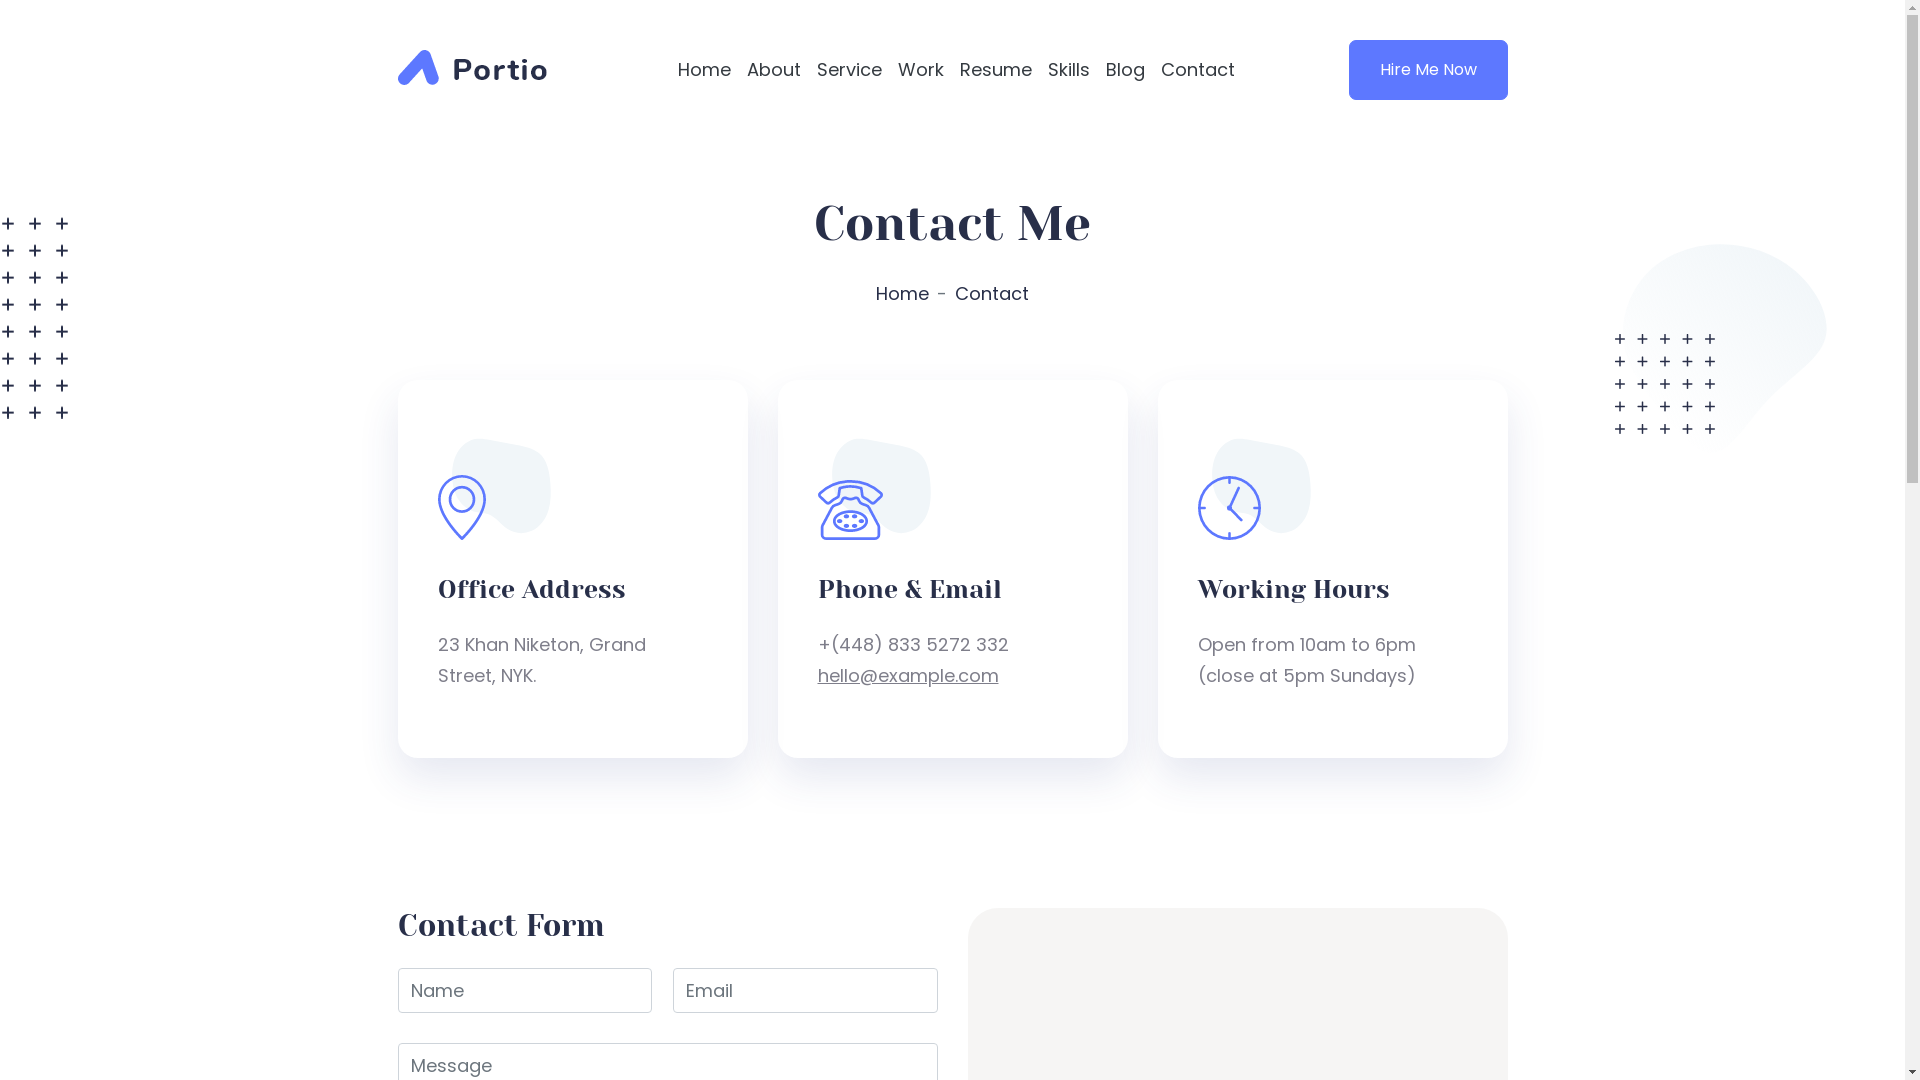 Portio
Home About Service Work Resume Skills Blog Contact
Hire Me Now
Contact Me
Home - Contact
Office Address
23 Khan Niketon, Grand
Street, NYK.
Phone & Email
+(448) 833 5272 332
hello@example.com
Working Hours
Open from 10am to 6pm
(close at 5pm Sundays)
Contact Form
Name
Email
Message